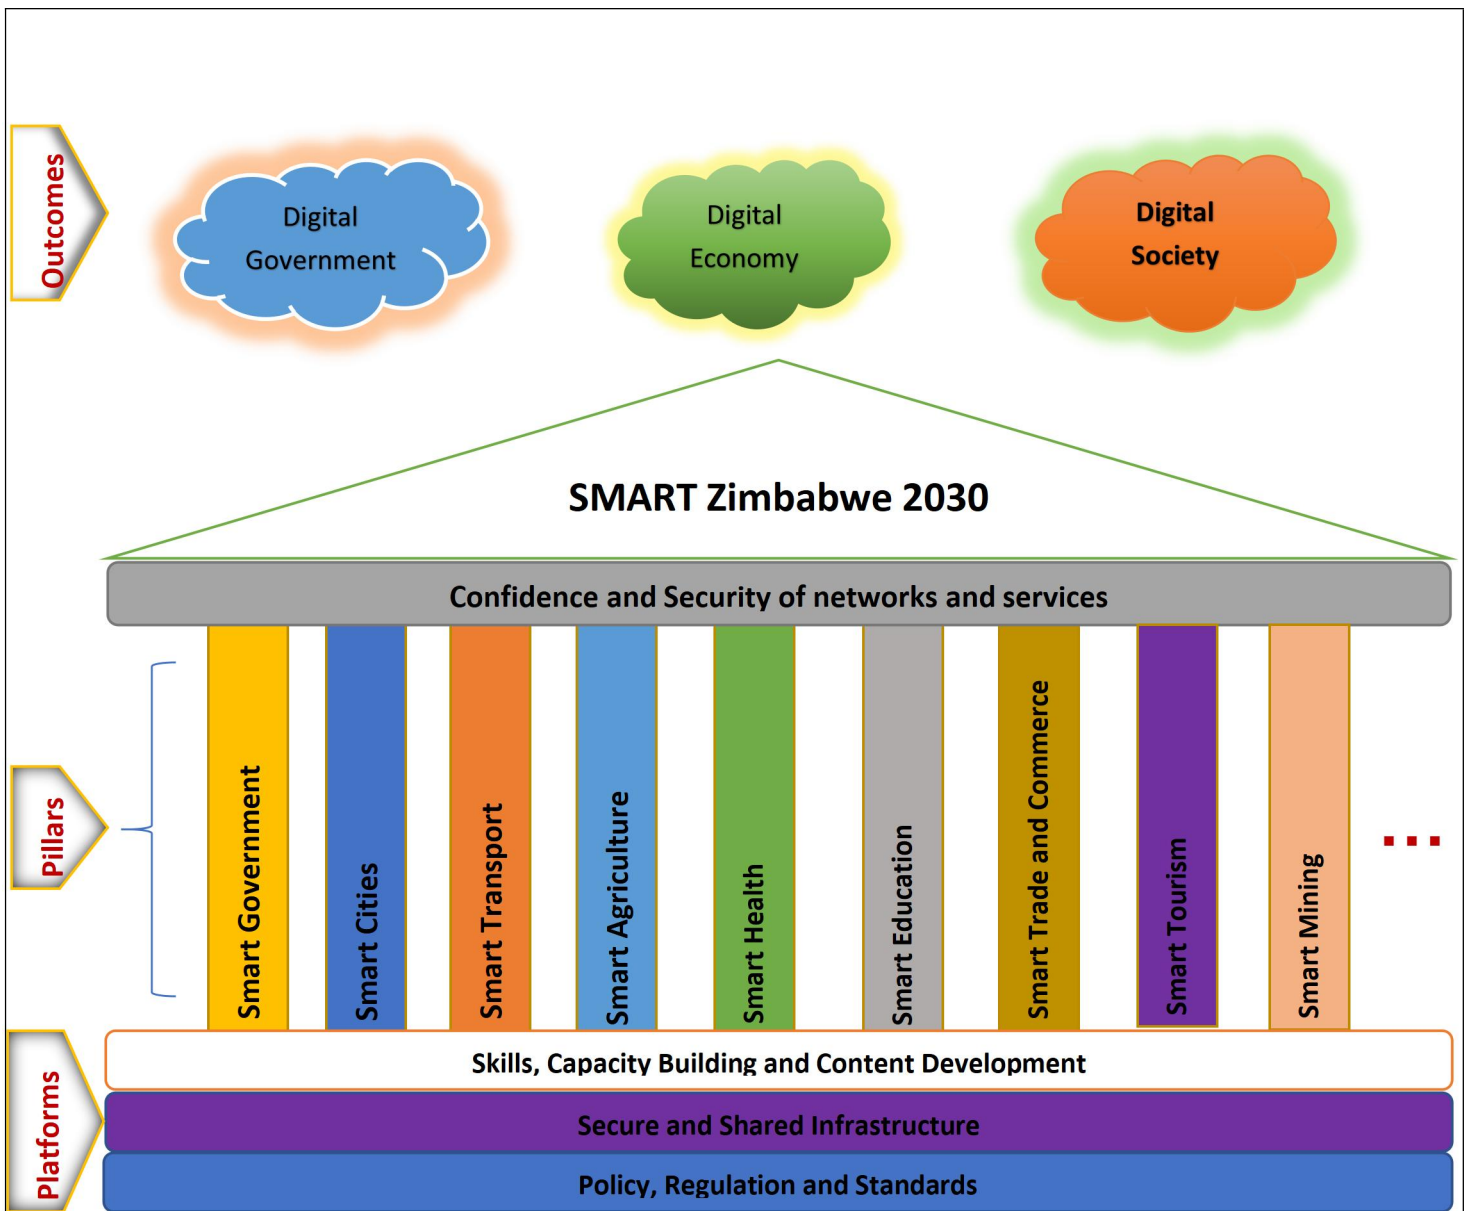 Outcomes
Digital
Government
Digital
Economy
Digital
Society
SMART Zimbabwe 2030
Confidence and Security of networks and services
Pillars
Smart Government
Smart Cities
Smart Transport
Smart Agriculture
Smart Health
Smart Education
Smart Trade and Commerce
Smart Tourism
Smart Mining
...
Platforms
Skills, Capacity Building and Content Development
Secure and Shared Infrastructure
Policy, Regulation and Standards